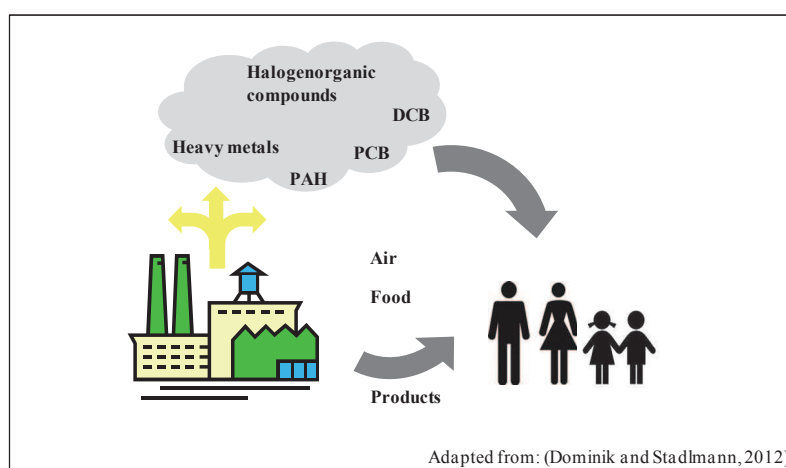 Halogenorganic
compounds
DCB
Heavy metals
PCB
PAH
Air
Food
Products
Adapted from: (Dominik and Stadlmann, 2012)